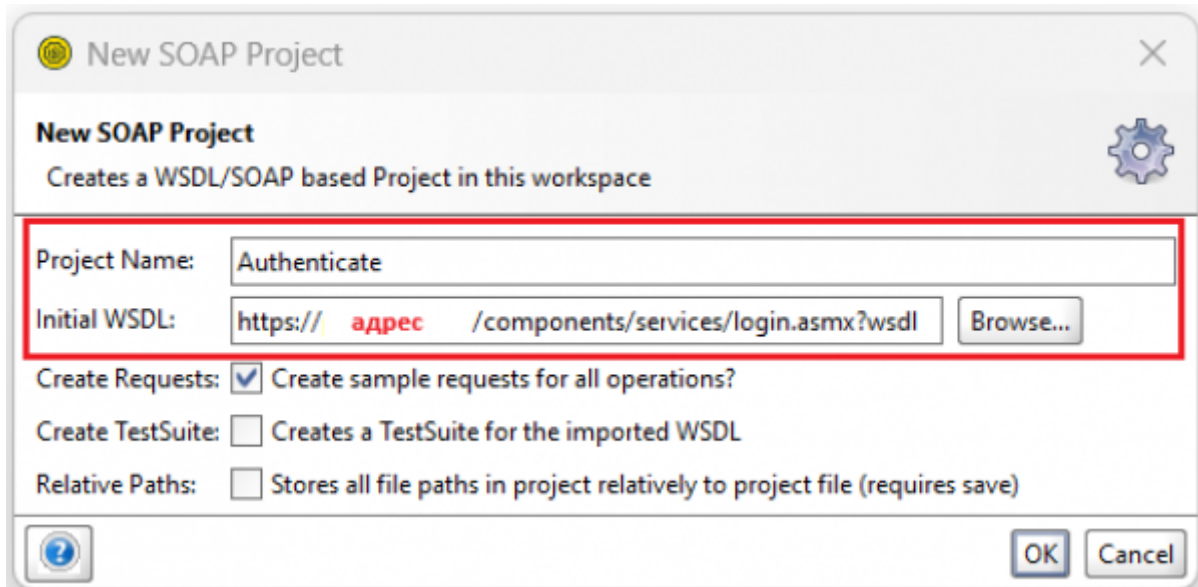 New SOAP Project
New SOAP Project
Creates a WSDL/SOAP based Project in this workspace
Project Name: Authenticate
Initial WSDL: https:// адрес /components/services/login.asmx?wsdl Browse...
Create Requests: Create sample requests for all operations?
Create TestSuite: Creates a TestSuite for the imported WSDL
Relative Paths: Stores all file paths in project relatively to project file (requires save)
? OK Cancel